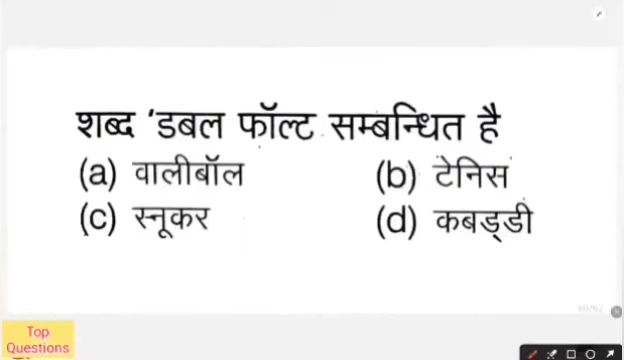 शब्द 'डबल फॉल्ट सम्बन्धित है
(a) वालीबॉल (b) टेनिस
(c) स्नूकर (d) कबड्डी
Top
Questions